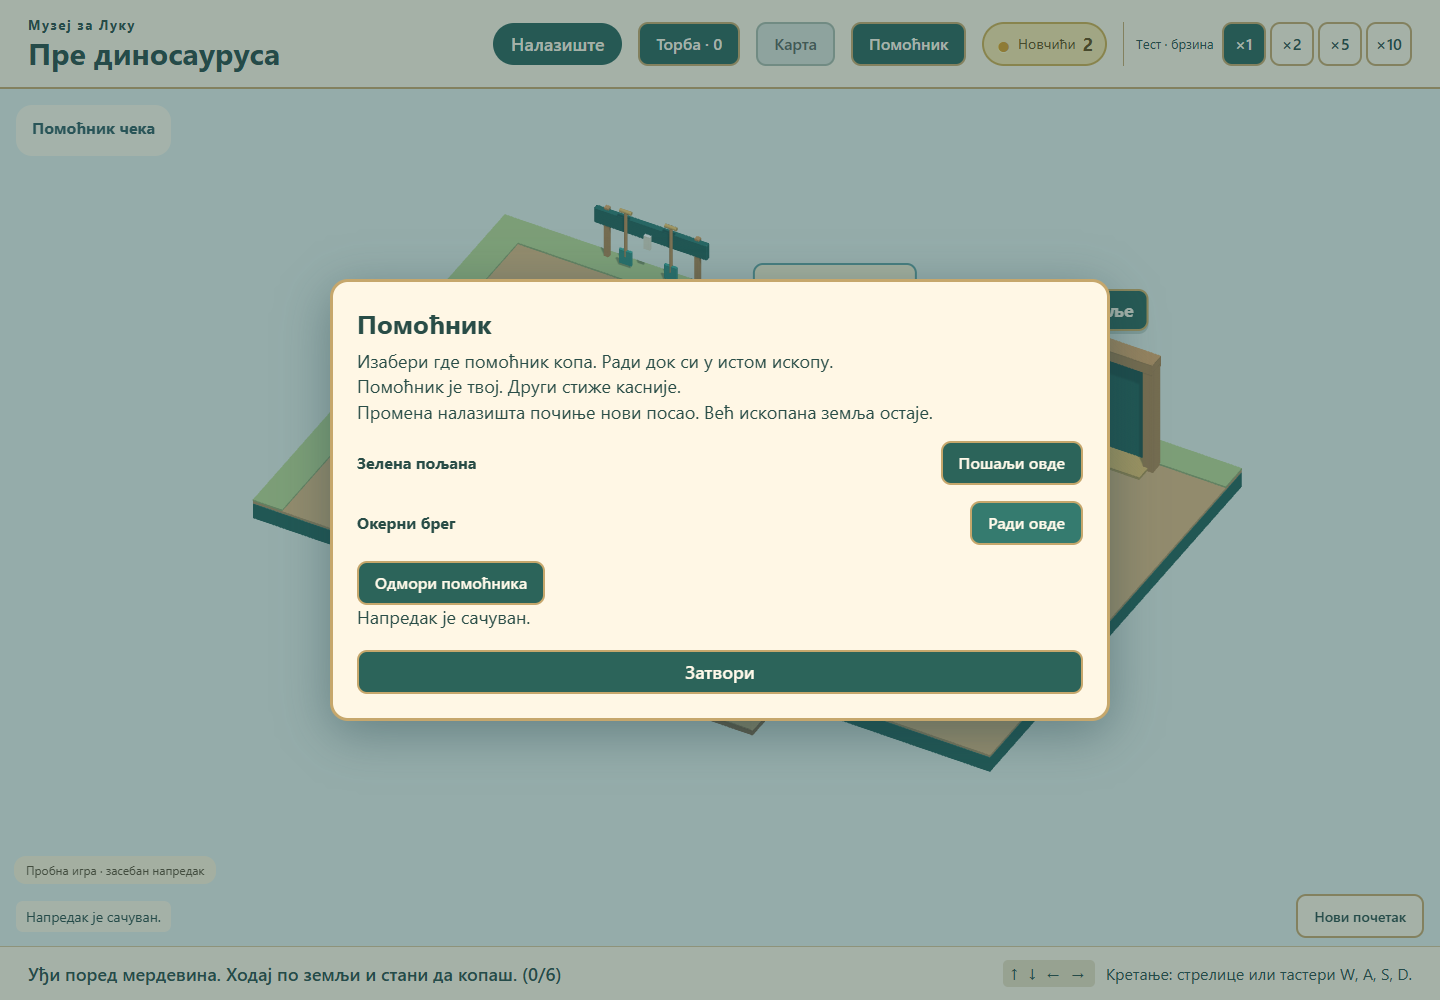 Музеј за Луку
Пре диносауруса
Налазиште
Торба · 0
Карта
Помоћник
Новчићи 2
Тест · брзина
×1
×2
×5
×10
Помоћник чека
Помоћник
Изабери где помоћник копа. Ради док си у истом ископу.
Помоћник је твој. Други стиже касније.
Промена налазишта почиње нови посао. Већ ископана земља остаје.
Зелена пољана
Пошаљи овде
Окерни брег
Ради овде
Одмори помоћника
Напредак је сачуван.
Затвори
Пробна игра · засебан напредак
Напредак је сачуван.
Нови почетак
Уђи поред мердевина. Ходај по земљи и стани да копаш. (0/6)
↑ ↓ ← → Кретање: стрелице или тастери W, A, S, D.